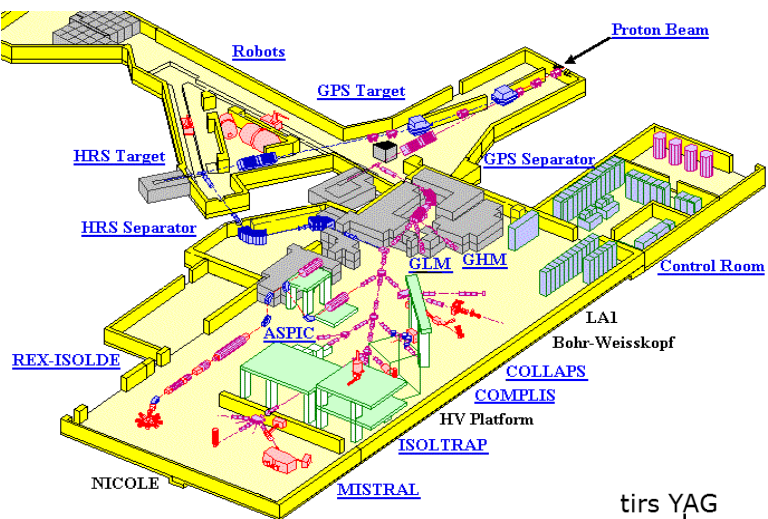 Proton Beam
Robots
GPS Target
HRS Target
GPS Separator
HRS Separator
GLM
GHM
Control Room
LA1
ASPIC
Bohr-Weisskopf
REX-ISOLDE
COLLAPS
COMPLIS
HV Platform
ISOLTRAP
NICOLE
MISTRAL
tirs YAG